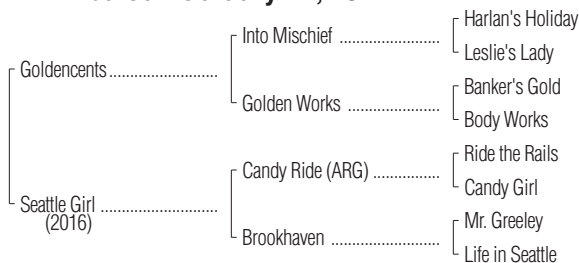 Harlan's Holiday
Into Mischief
Leslie's Lady
Goldencents
Banker's Gold
Golden Works
Body Works
Ride the Rails
Candy Ride (ARG)
Candy Girl
Seattle Girl
(2016)
Mr. Greeley
Brookhaven
Life in Seattle